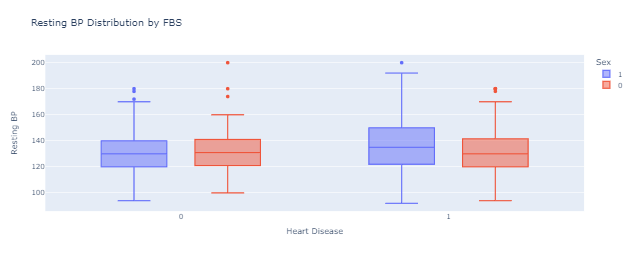 Resting BP Distribution by FBS
Sex
1
0
200
180
160
140
120
100
Resting BP
0
1
Heart Disease